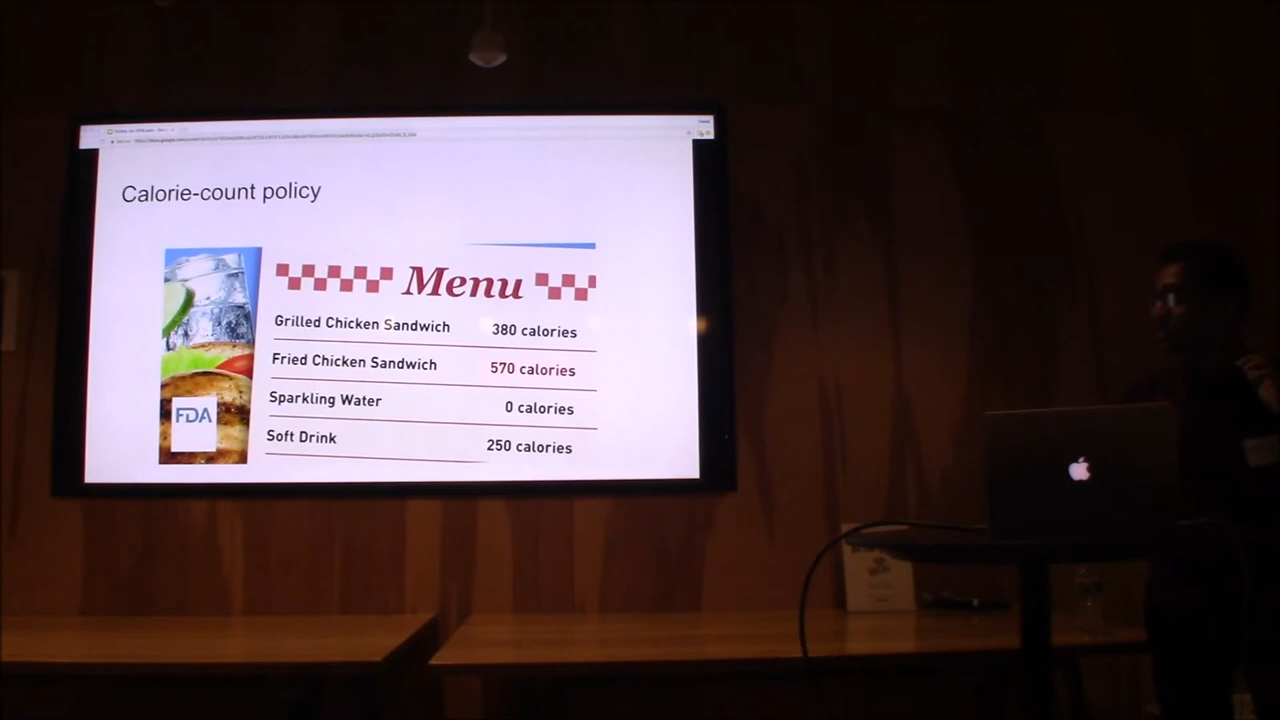 Calorie-count policy
Menu
Grilled Chicken Sandwich 380 calories
Fried Chicken Sandwich 570 calories
Sparkling Water 0 calories
Soft Drink 250 calories
FDA